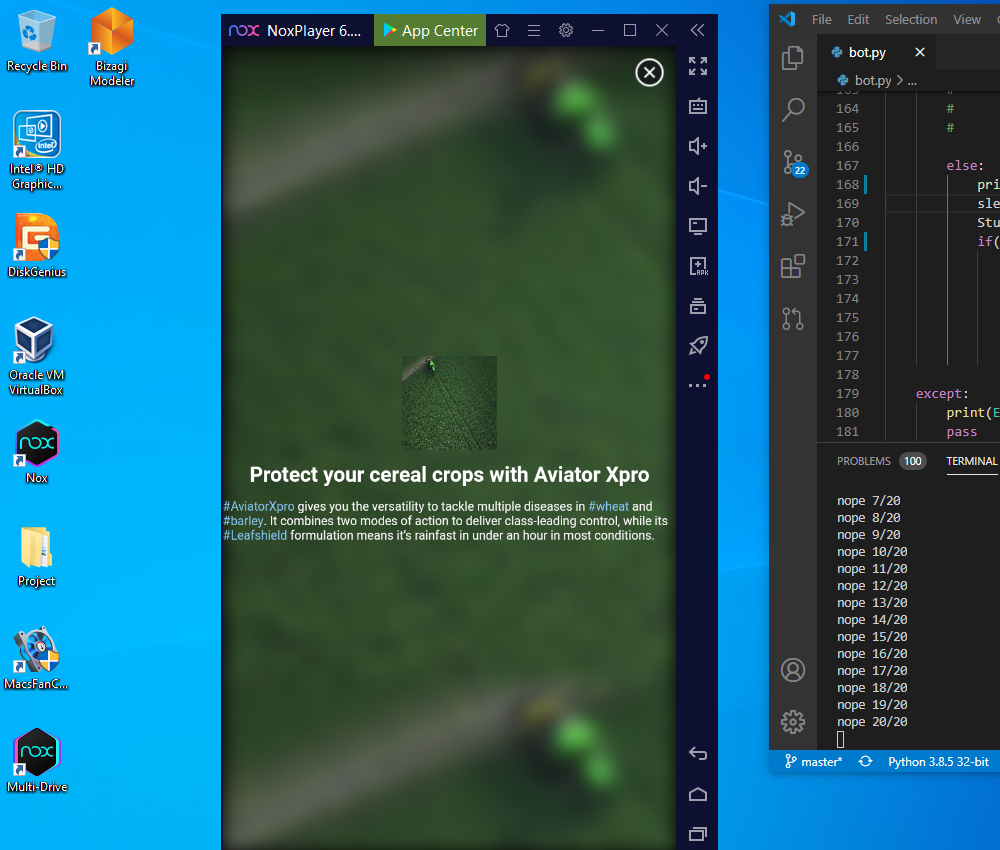 Recycle Bin
Bizagi
Modeler
intel
Intel® HD
Graphic...
DiskGenius
Oracle VM
VirtualBox
nox
Nox
Project
MacsFanC...
nox
Multi-Drive
nox NoxPlayer 6.... App Center
APK
Protect your cereal crops with Aviator Xpro
#AviatorXpro gives you the versatility to tackle multiple diseases in #wheat and
#barley. It combines two modes of action to deliver class-leading control, while its
#Leafshield formulation means it's rainfast in under an hour in most conditions.
File Edit Selection View
bot.py
bot.py > ...
22
163 #
164 #
165 #
166
167 else:
168 pri
169 sle
170 Stu
171 if(
172
173
174
175
176
177
178
179 except:
180 print(E
181 pass
PROBLEMS 100 TERMINAL
nope 7/20
nope 8/20
nope 9/20
nope 10/20
nope 11/20
nope 12/20
nope 13/20
nope 14/20
nope 15/20
nope 16/20
nope 17/20
nope 18/20
nope 19/20
nope 20/20
master* Python 3.8.5 32-bit